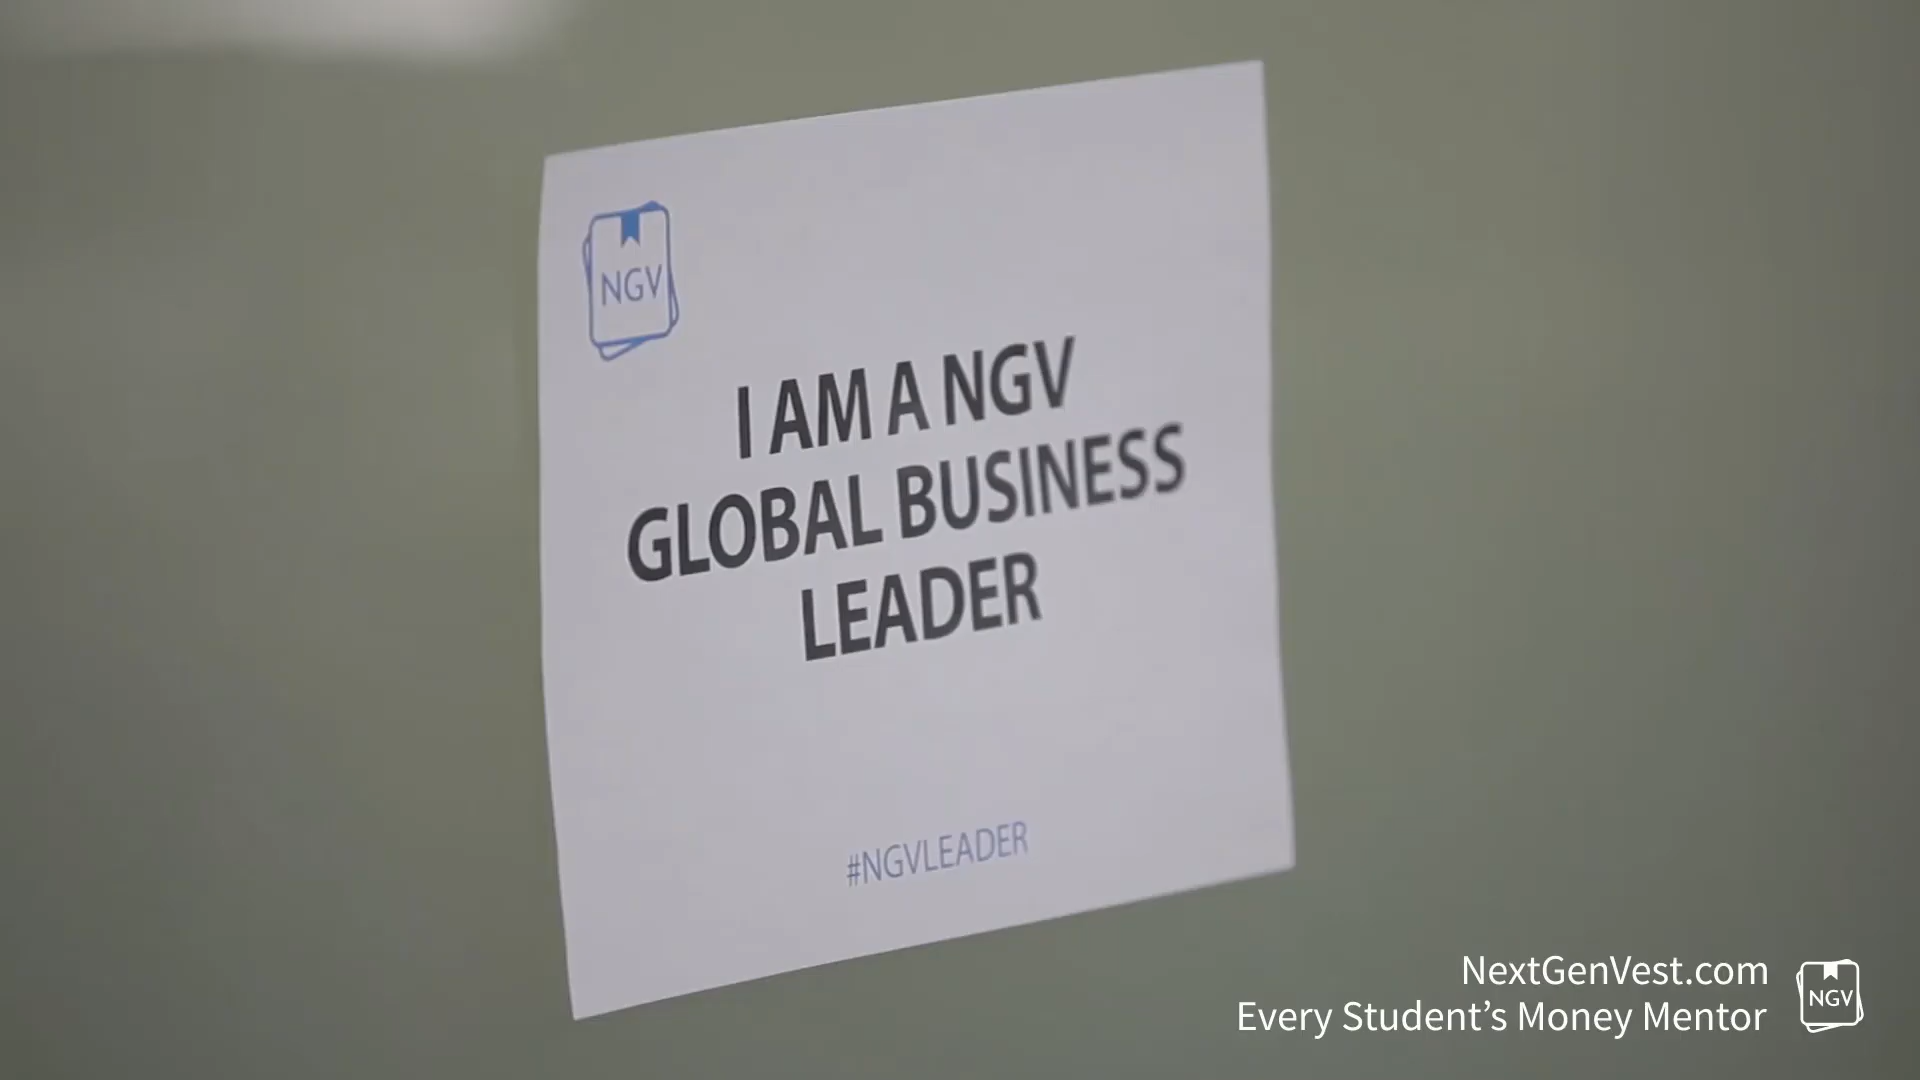 NGV
I AM A NGV
GLOBAL BUSINESS
LEADER
#NGVLEADER
NextGenVest.com
Every Student’s Money Mentor
NGV